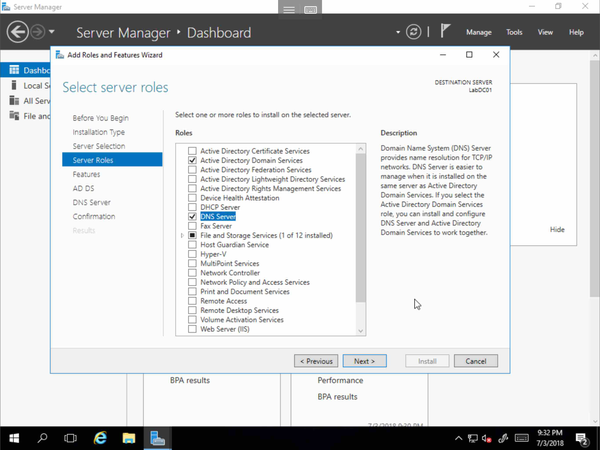 Server Manager
Server Manager • Dashboard
Manage Tools View Help
Dashbo
Local Se
All Serve
File and
Add Roles and Features Wizard
Select server roles
DESTINATION SERVER
LabDC01
Before You Begin
Installation Type
Server Selection
Server Roles
Features
AD DS
DNS Server
Confirmation
Results
Select one or more roles to install on the selected server.
Roles
Active Directory Certificate Services
Active Directory Domain Services
Active Directory Federation Services
Active Directory Lightweight Directory Services
Active Directory Rights Management Services
Device Health Attestation
DHCP Server
DNS Server
Fax Server
File and Storage Services (1 of 12 installed)
Host Guardian Service
Hyper-V
MultiPoint Services
Network Controller
Network Policy and Access Services
Print and Document Services
Remote Access
Remote Desktop Services
Volume Activation Services
Web Server (IIS)
Description
Domain Name System (DNS) Server
provides name resolution for TCP/IP
networks. DNS Server is easier to
manage when it is installed on the
same server as Active Directory
Domain Services. If you select the
Active Directory Domain Services
role, you can install and configure
DNS Server and Active Directory
Domain Services to work together.
Hide
< Previous
Next >
Install
Cancel
BPA results
Performance
BPA results
9:32 PM
7/3/2018
2